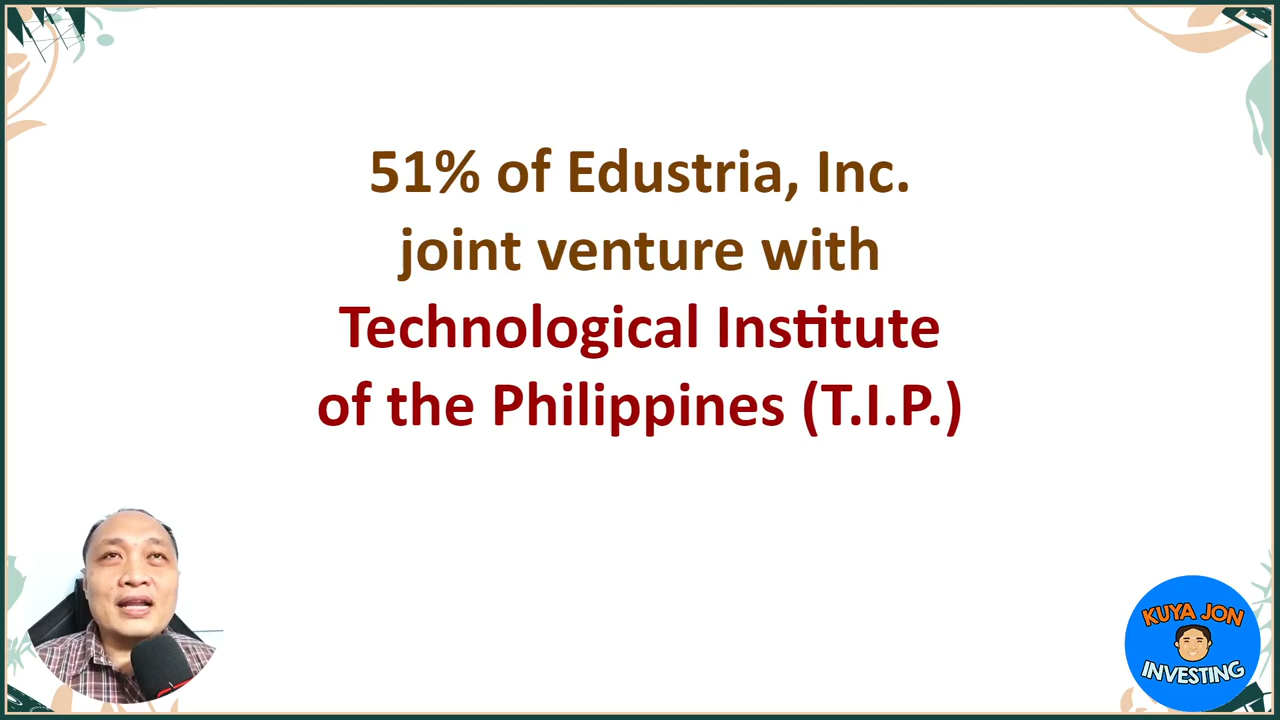 51% of Edustria, Inc.
joint venture with
Technological Institute
of the Philippines (T.I.P.)
KUYA JON
INVESTING